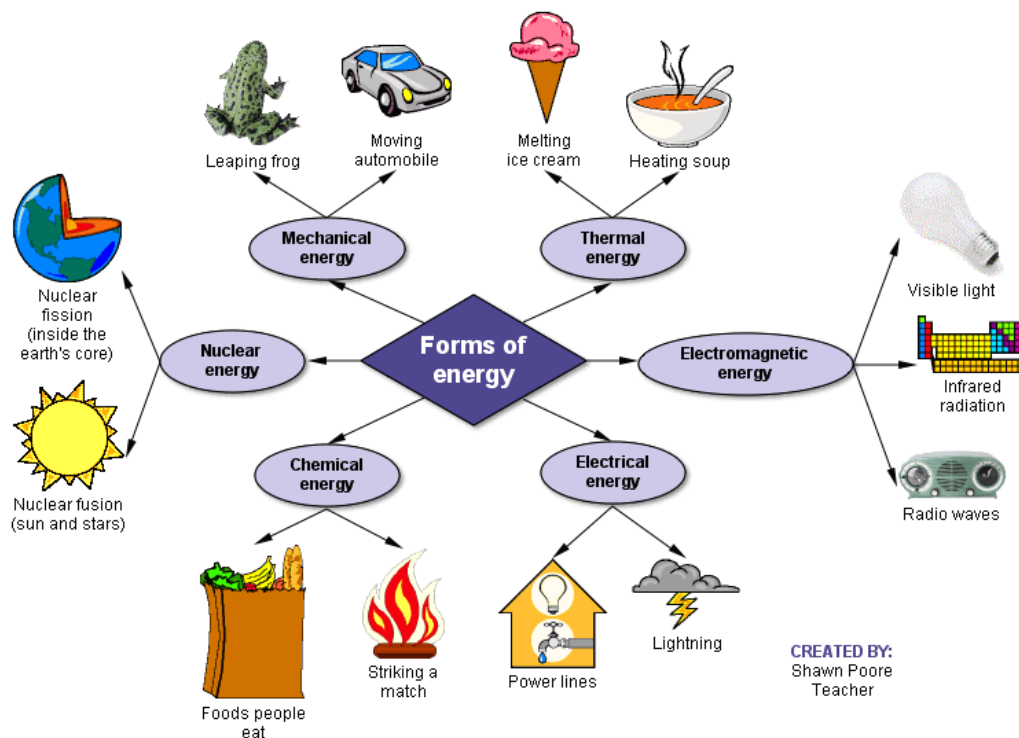 Leaping frog
Moving
automobile
Melting
ice cream
Heating soup
Mechanical
energy
Thermal
energy
Nuclear
fission
(inside the
earth's core)
Visible light
Nuclear
energy
Forms of
energy
Electromagnetic
energy
Infrared
radiation
Nuclear fusion
(sun and stars)
Chemical
energy
Electrical
energy
Radio waves
Foods people
eat
Striking a
match
Power lines
Lightning
CREATED BY:
Shawn Poore
Teacher